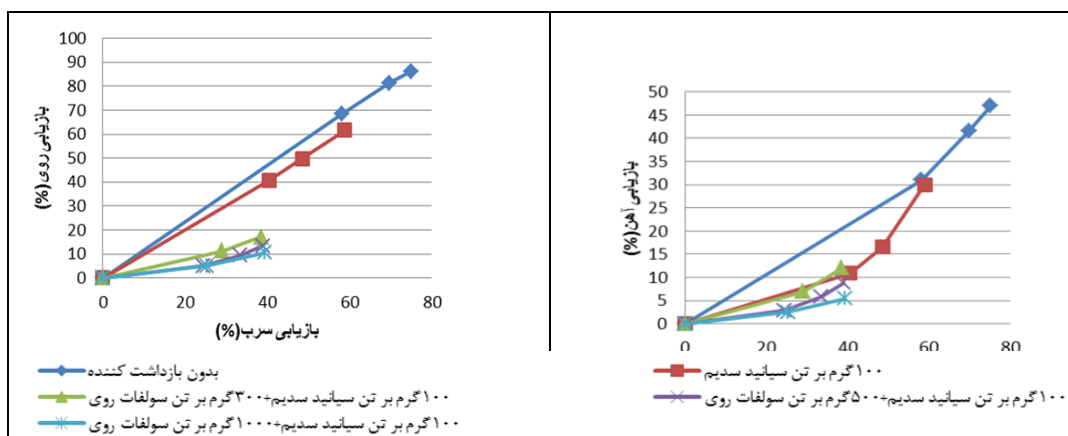 100
90
80
70
60
50
40
30
20
10
0
بازیابی روی(%)
0 20 40 60 80
بازیابی سرب(%)
50
45
40
35
30
25
20
15
10
5
0
بازیابی آهن(%)
0 20 40 60 80
بدون بازداشت کننده
۱۰۰گرم بر تن سیانید سدیم
۱۰۰گرم بر تن سیانید سدیم+۳۰۰گرم بر تن سولفات روی
۱۰۰گرم بر تن سیانید سدیم+۵۰۰گرم بر تن سولفات روی
۱۰۰گرم بر تن سیانید سدیم+۱۰۰۰گرم بر تن سولفات روی